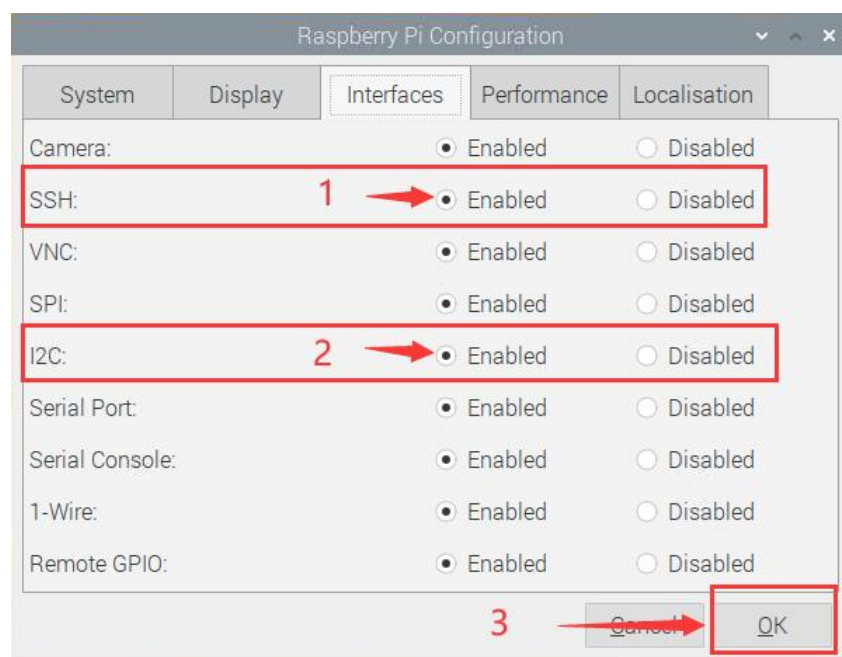 Raspberry Pi Configuration
System Display Interfaces Performance Localisation
Camera: Enabled Disabled
SSH: 1 Enabled Disabled
VNC: Enabled Disabled
SPI: Enabled Disabled
I2C: 2 Enabled Disabled
Serial Port: Enabled Disabled
Serial Console: Enabled Disabled
1-Wire: Enabled Disabled
Remote GPIO: Enabled Disabled
3 Cancel OK